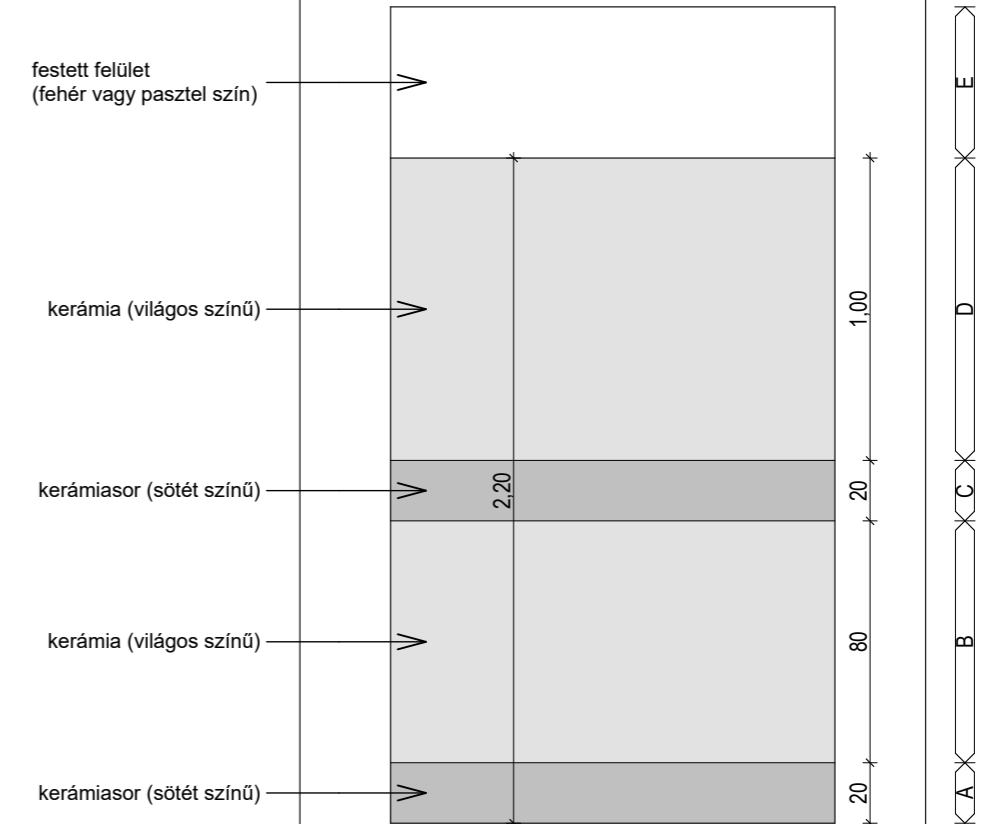 festett felület
(fehér vagy pasztel szín)
E
kerámia (világos színű)
1,00
D
kerámiasor (sötét színű)
2,20
20
C
kerámia (világos színű)
80
B
kerámiasor (sötét színű)
20
A